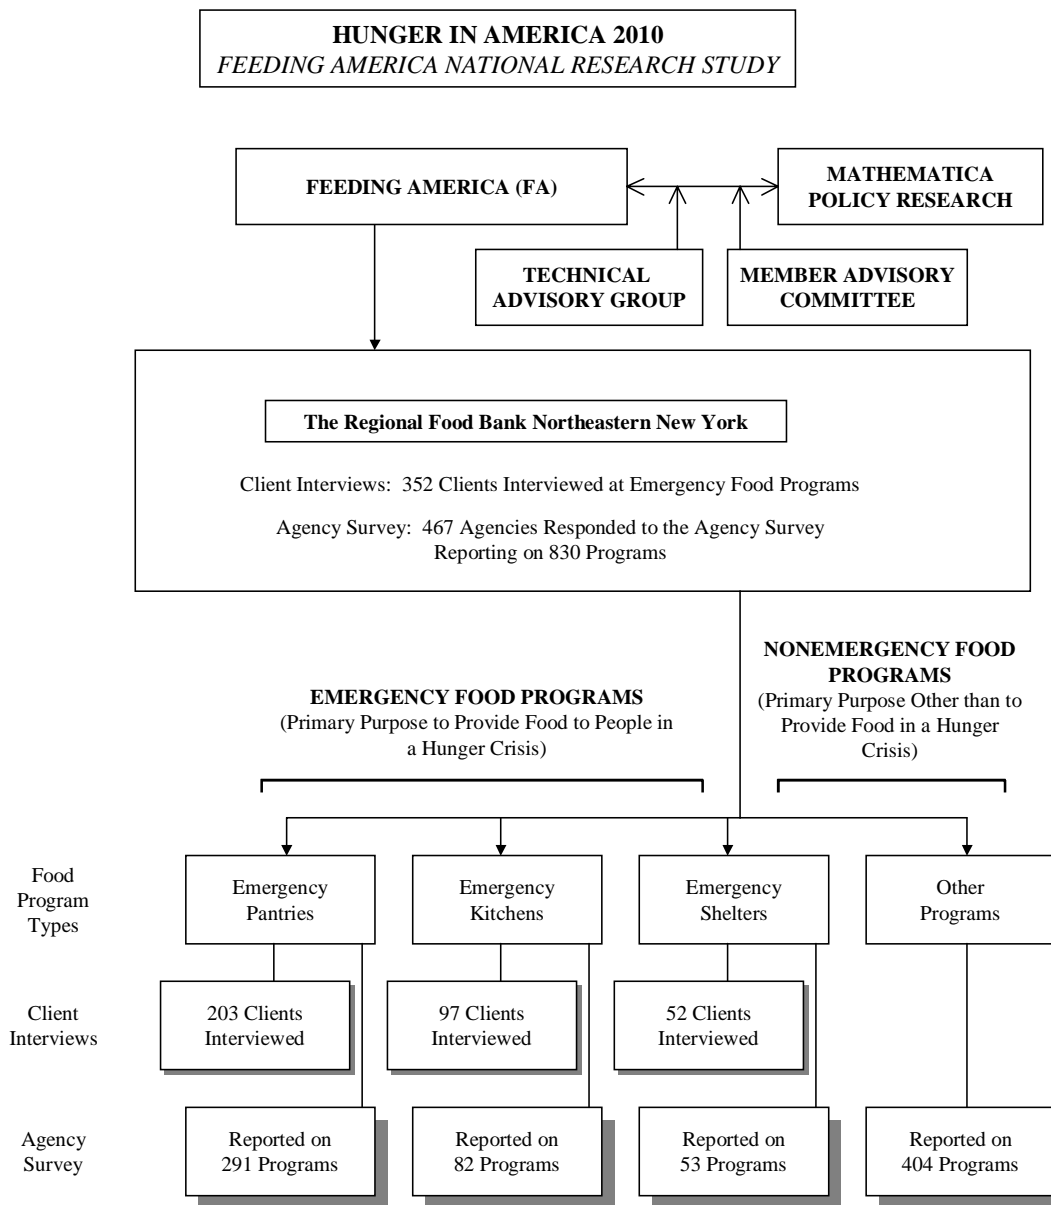 HUNGER IN AMERICA 2010
FEEDING AMERICA NATIONAL RESEARCH STUDY
FEEDING AMERICA (FA)
MATHEMATICA
POLICY RESEARCH
TECHNICAL
ADVISORY GROUP
MEMBER ADVISORY
COMMITTEE
The Regional Food Bank Northeastern New York
Client Interviews: 352 Clients Interviewed at Emergency Food Programs
Agency Survey: 467 Agencies Responded to the Agency Survey
Reporting on 830 Programs
EMERGENCY FOOD PROGRAMS
(Primary Purpose to Provide Food to People in
a Hunger Crisis)
NONEMERGENCY FOOD
PROGRAMS
(Primary Purpose Other than to
Provide Food in a Hunger
Crisis)
Food
Program
Types
Emergency
Pantries
Emergency
Kitchens
Emergency
Shelters
Other
Programs
Client
Interviews
203 Clients
Interviewed
97 Clients
Interviewed
52 Clients
Interviewed
Agency
Survey
Reported on
291 Programs
Reported on
82 Programs
Reported on
53 Programs
Reported on
404 Programs